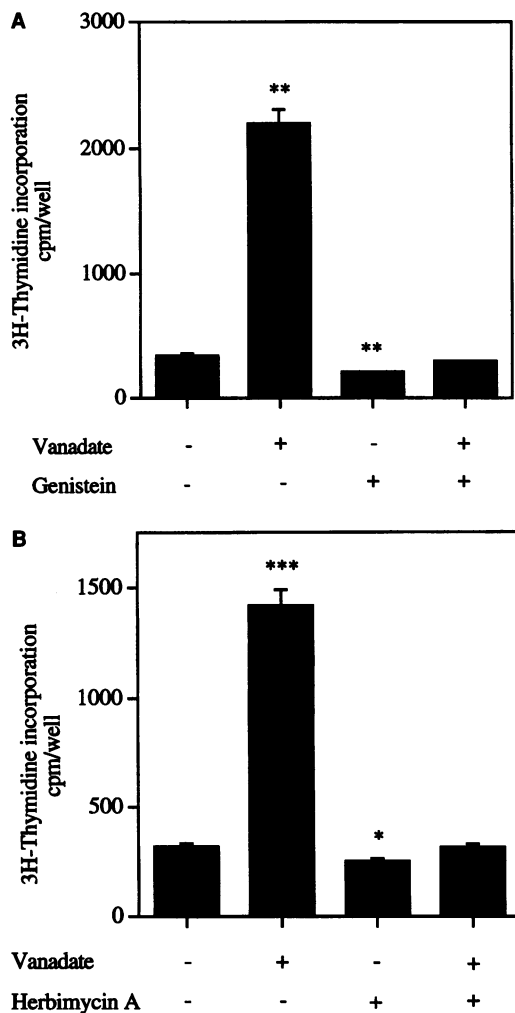 A
3H-Thymidine incorporation
cpm/well
3000
2000
1000
0
**
**
Vanadate - + - +
Genistein - - + +
B
3H-Thymidine incorporation
cpm/well
1500
1000
500
0
***
*
Vanadate - + - +
Herbimycin A - - + +